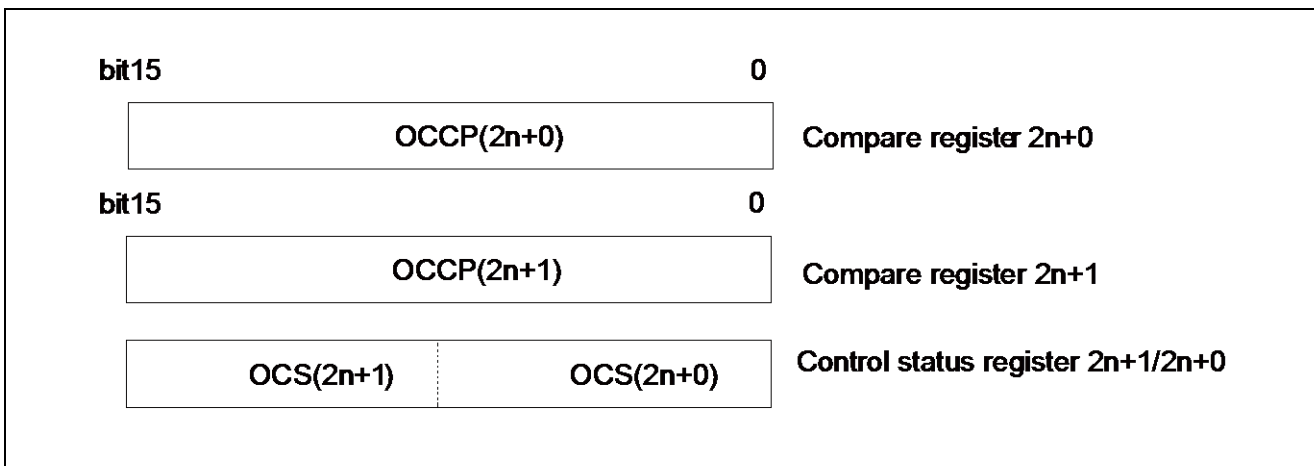 bit15 0
OCCP(2n+0) Compare register 2n+0
bit15 0
OCCP(2n+1) Compare register 2n+1
OCS(2n+1) OCS(2n+0) Control status register 2n+1/2n+0